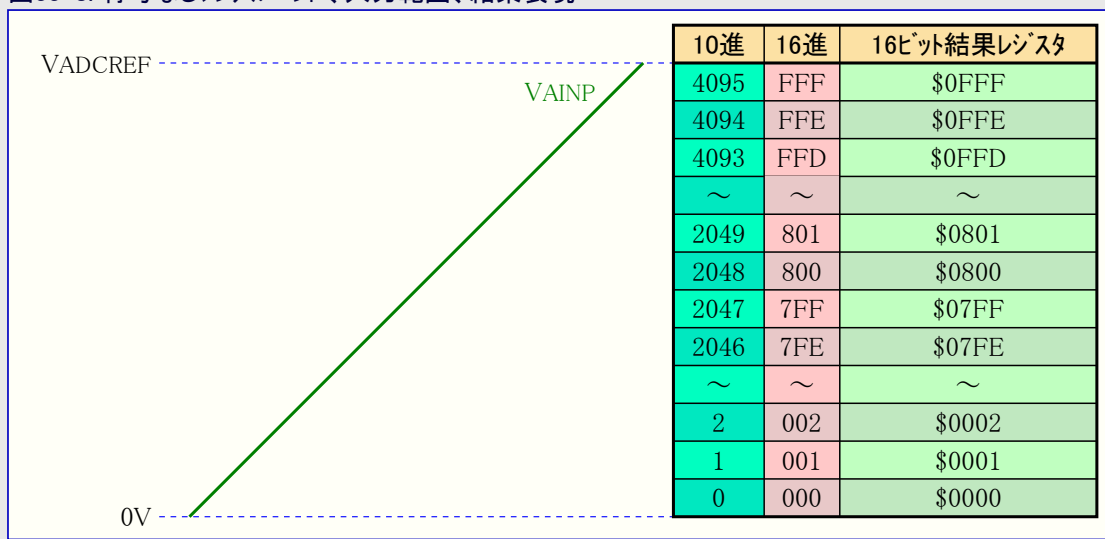 VADCREF
VAINP
0V
10進 16進 16ビット結果レジスタ
4095 FFF $0FFF
4094 FFE $0FFE
4093 FFD $0FFD
～ ～ ～
2049 801 $0801
2048 800 $0800
2047 7FF $07FF
2046 7FE $07FE
～ ～ ～
2 002 $0002
1 001 $0001
0 000 $0000